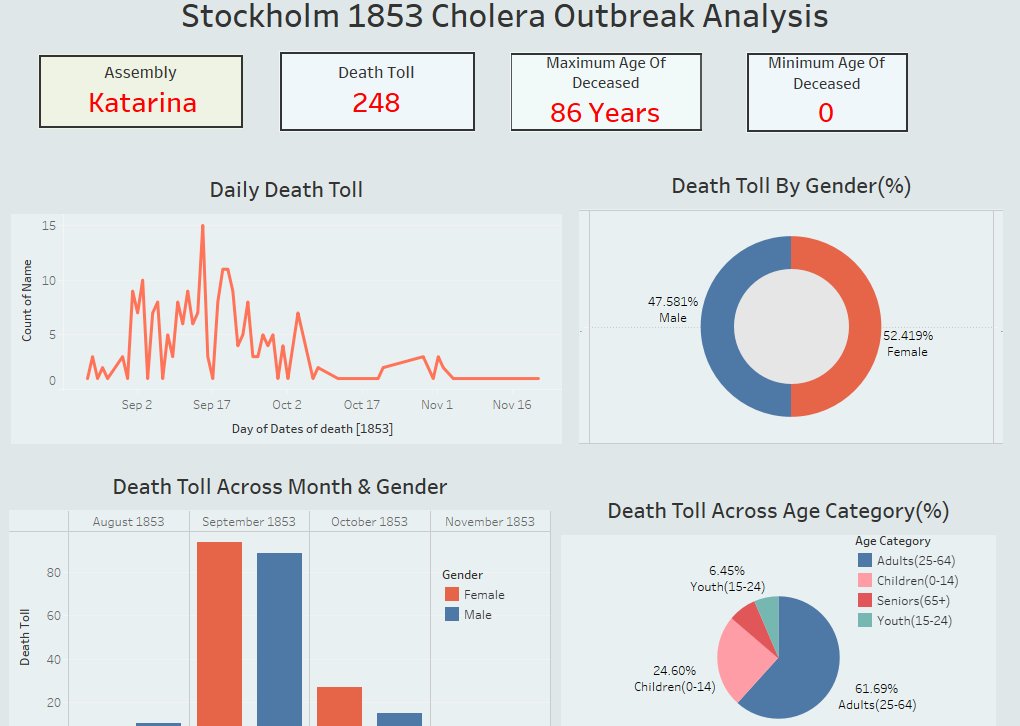 Stockholm 1853 Cholera Outbreak Analysis
Assembly
Katarina
Death Toll
248
Maximum Age Of
Deceased
86 Years
Minimum Age Of
Deceased
0
Daily Death Toll
15
10
5
0
Count of Name
Sep 2
Sep 17
Oct 2
Oct 17
Nov 1
Nov 16
Day of Dates of death [1853]
Death Toll By Gender(%)
47.581%
Male
52.419%
Female
Death Toll Across Month & Gender
August 1853
September 1853
October 1853
November 1853
80
60
40
20
Death Toll
Gender
Female
Male
Death Toll Across Age Category(%)
Age Category
Adults(25-64)
Children(0-14)
Seniors(65+)
Youth(15-24)
6.45%
Youth(15-24)
24.60%
Children(0-14)
61.69%
Adults(25-64)